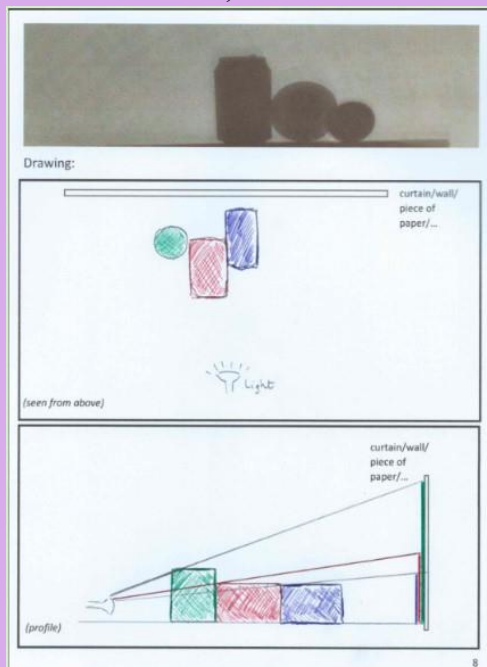 Drawing:
curtain/wall/
piece of
paper/...
Light
(seen from above)
curtain/wall/
piece of
paper/...
(profile)
8